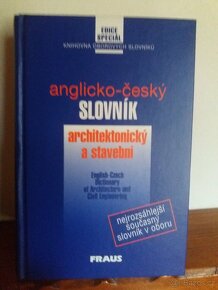 EDICE
SPECIÁL
KNIHOVNA OBOROVÝCH SLOVNÍKŮ
anglicko-český
SLOVNÍK
architektonický
a stavební
English-Czech
Dictionary
of Architecture and
Civil Engineering
nejrozsáhlejší
současný
slovník v oboru
FRAUS